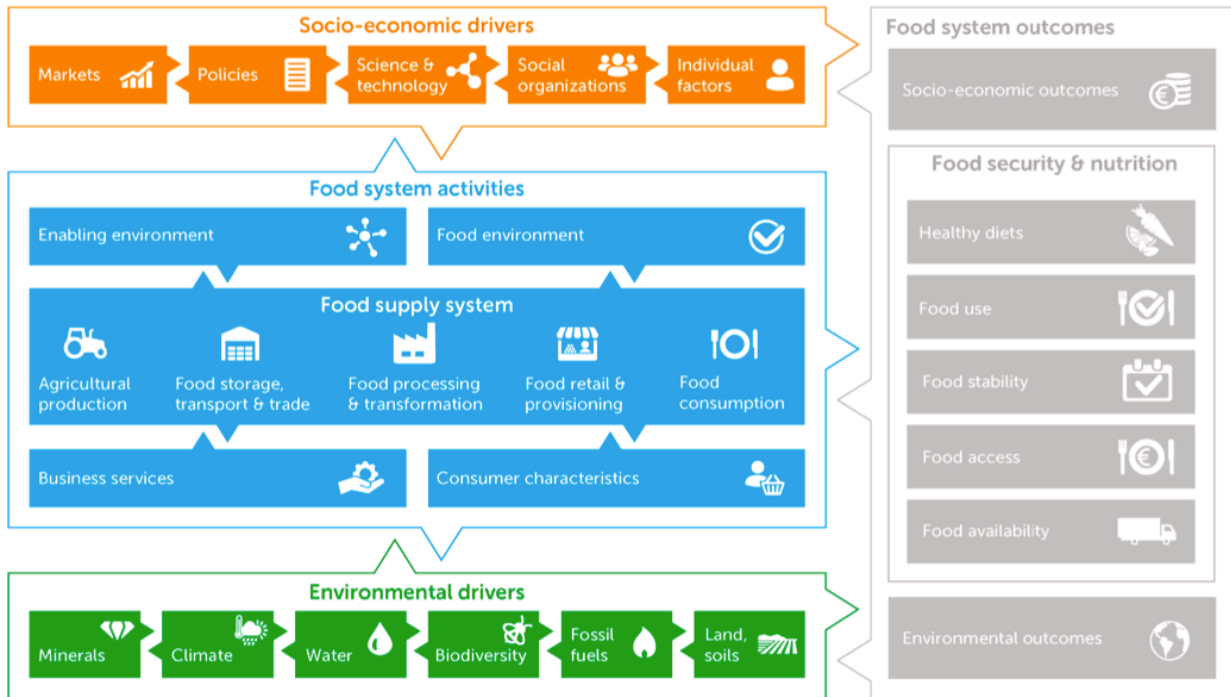 Socio-economic drivers
Markets
Policies
Science &
technology
Social
organizations
Individual
factors
Food system activities
Enabling environment
Food environment
Food supply system
Agricultural
production
Food storage,
transport & trade
Food processing
& transformation
Food retail &
provisioning
Food
consumption
Business services
Consumer characteristics
Environmental drivers
Minerals
Climate
Water
Biodiversity
Fossil
fuels
Land,
soils
Food system outcomes
Socio-economic outcomes
Food security & nutrition
Healthy diets
Food use
Food stability
Food access
Food availability
Environmental outcomes